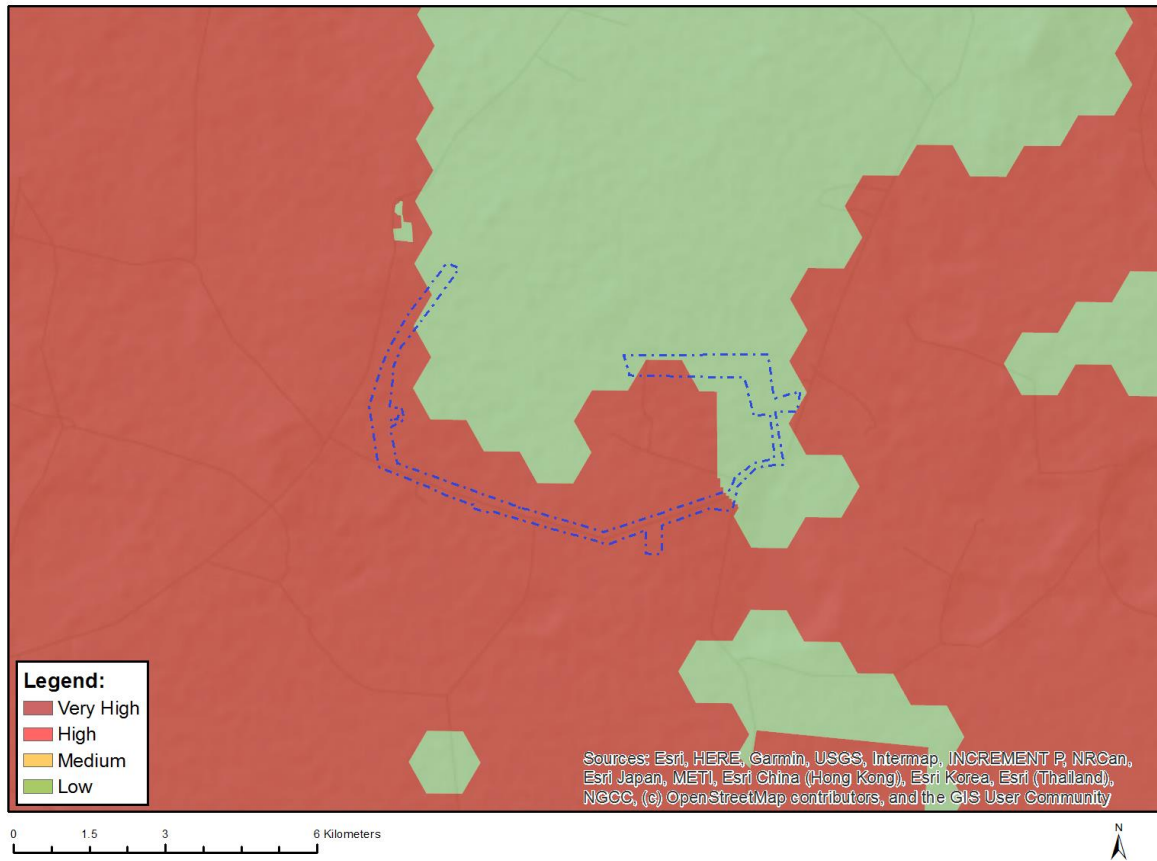 Legend:
Very High
High
Medium
Low
Sources: Esri, HERE, Garmin, USGS, Intermap, INCREMENT P, NRCan,
Esri Japan, METI, Esri China (Hong Kong), Esri Korea, Esri (Thailand),
NGCC, (c) OpenStreetMap contributors, and the GIS User Community
0 1.5 3 6 Kilometers
N